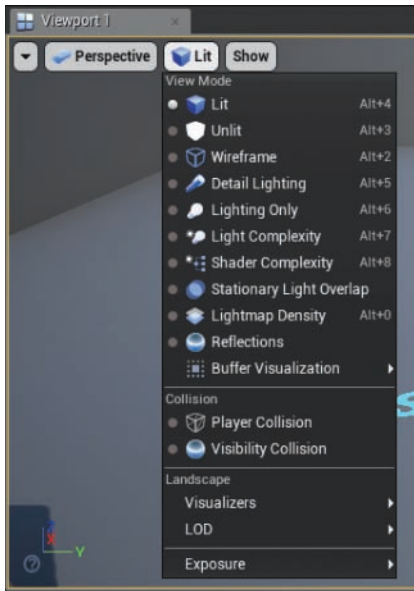 Viewport 1
Perspective Lit Show
View Mode
Lit Alt+4
Unlit Alt+3
Wireframe Alt+2
Detail Lighting Alt+5
Lighting Only Alt+6
Light Complexity Alt+7
Shader Complexity Alt+8
Stationary Light Overlap
Lightmap Density Alt+0
Reflections
Buffer Visualization
Collision
Player Collision
Visibility Collision
Landscape
Visualizers
LOD
Exposure
Z
X
Y
?